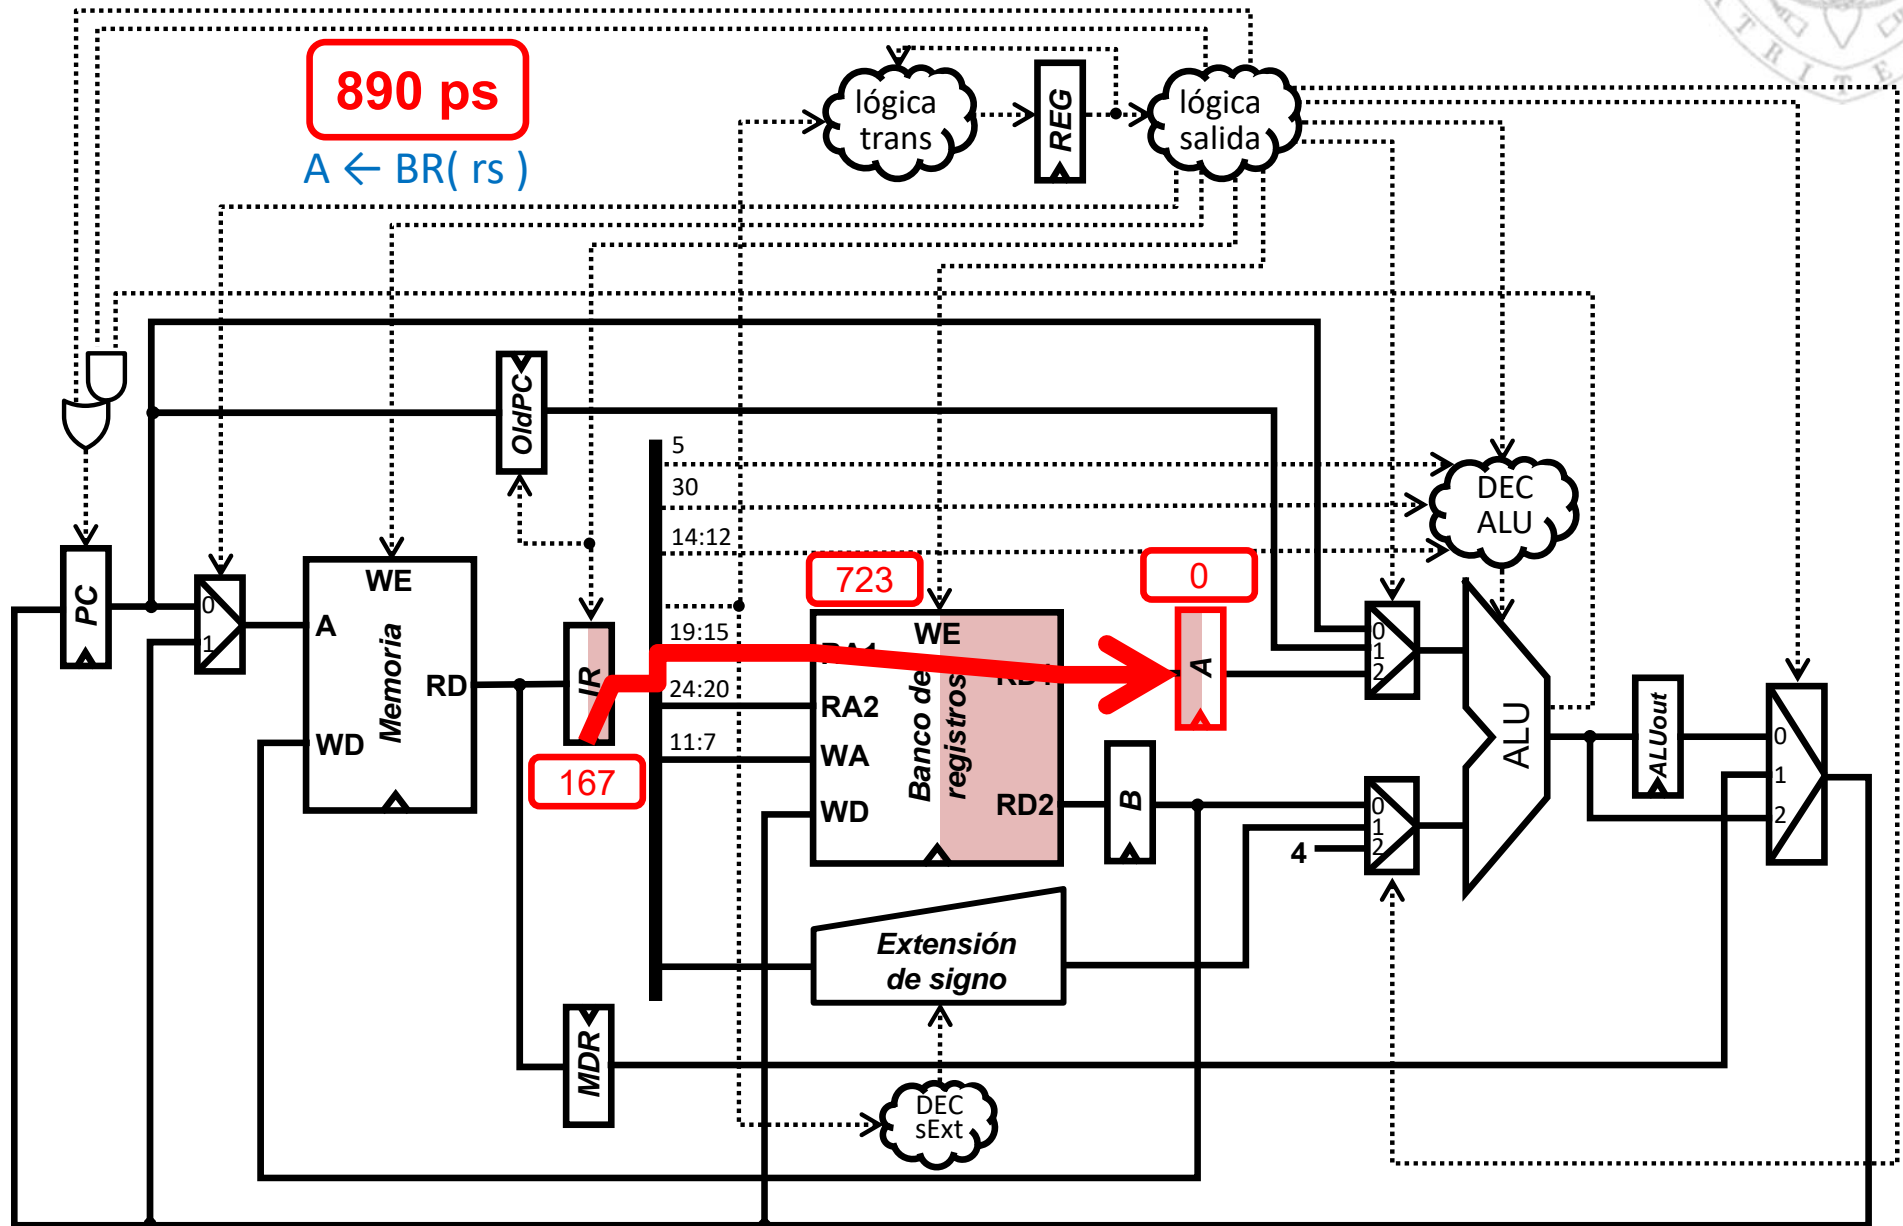 890 ps
A ← BR( rs )
lógica
trans
REG
lógica
salida
T R I T E
OldPC
5
30
14:12
DEC
ALU
PC
0
1
WE
A
Memoria
RD
WD
IR
167
19:15
24:20
11:7
723
WE
RA1
RD1
RA2
WA
WD
Banco de
registros
RD2
0
A
B
0
1
2
0
1
2
4
ALU
ALUout
0
1
2
Extensión
de signo
MDR
DEC
sExt